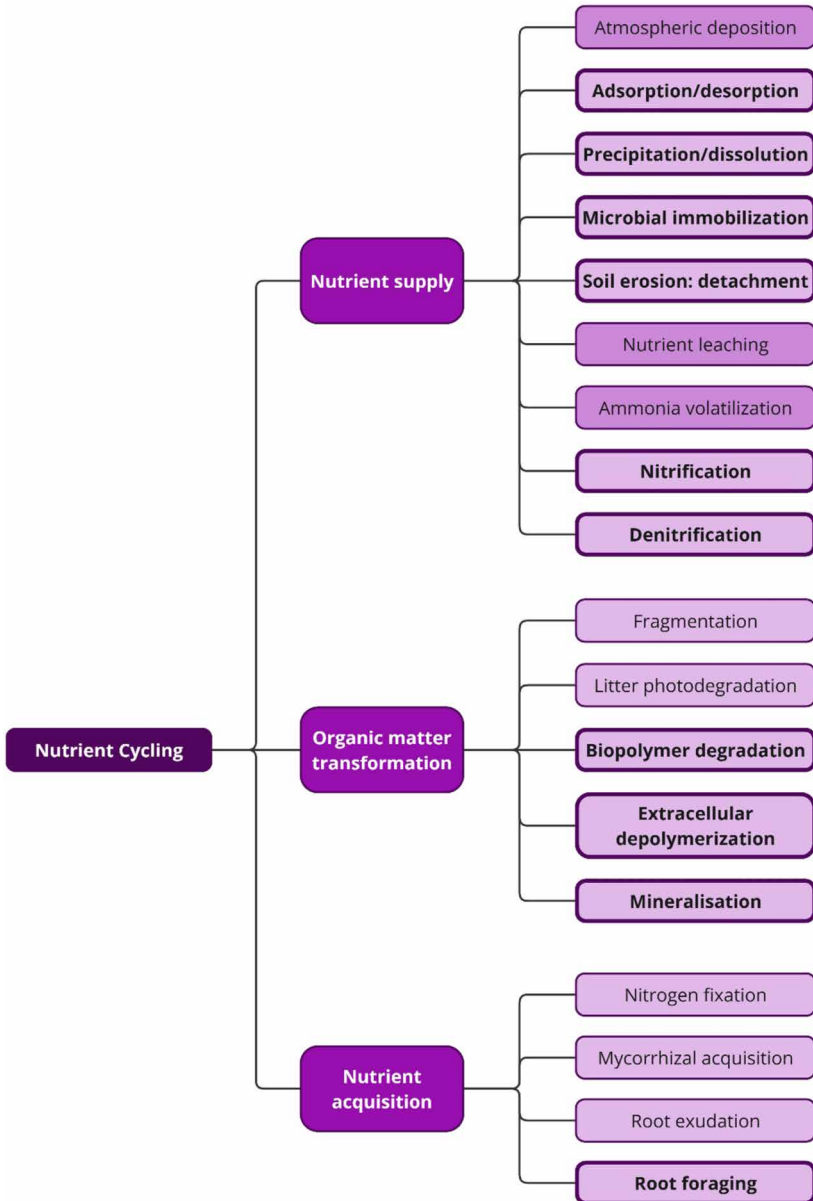 Atmospheric deposition
Adsorption/desorption
Precipitation/dissolution
Microbial immobilization
Nutrient supply
Soil erosion: detachment
Nutrient leaching
Ammonia volatilization
Nitrification
Denitrification
Fragmentation
Litter photodegradation
Nutrient Cycling
Organic matter
transformation
Biopolymer degradation
Extracellular
depolymerization
Mineralisation
Nitrogen fixation
Mycorrhizal acquisition
Nutrient
acquisition
Root exudation
Root foraging